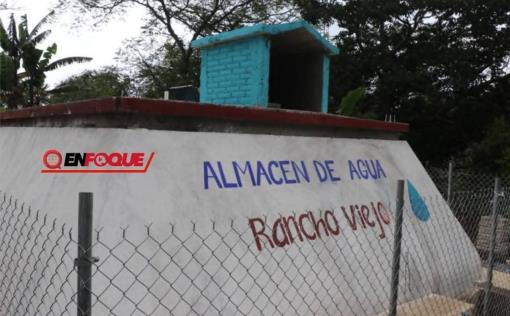 ENFOQUE
ALMACEN DE AGUA
Rancho Viejo